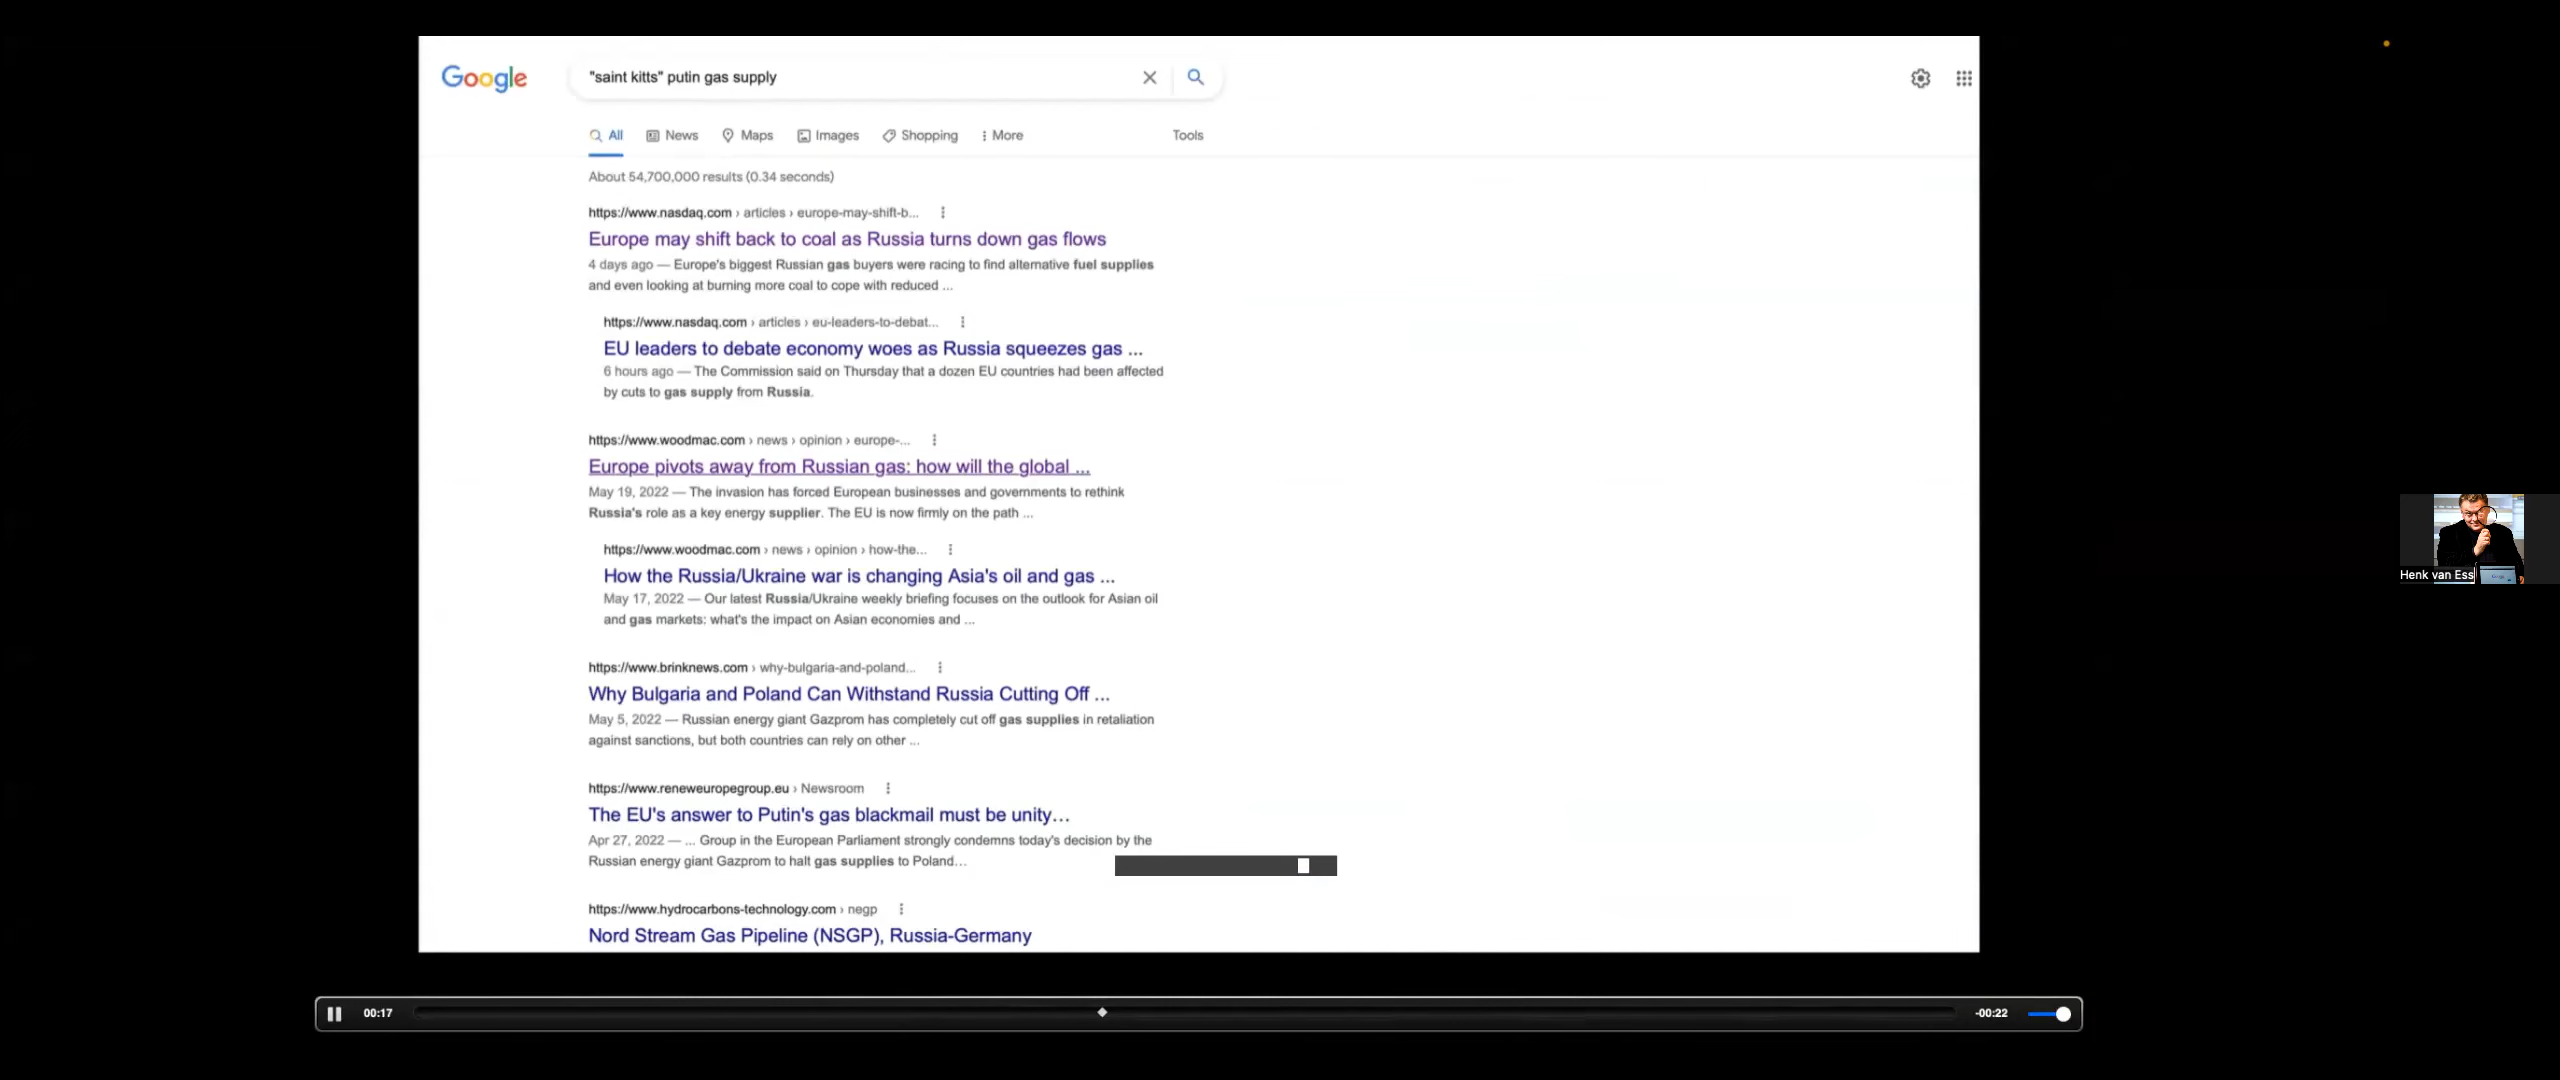 Google
"saint kitts" putin gas supply
All News Maps Images Shopping More Tools
About 54,700,000 results (0.34 seconds)
https://www.nasdaq.com › articles › europe-may-shift-b...
Europe may shift back to coal as Russia turns down gas flows
4 days ago — Europe's biggest Russian gas buyers were racing to find alternative fuel supplies
and even looking at burning more coal to cope with reduced ...
https://www.nasdaq.com › articles › eu-leaders-to-debat...
EU leaders to debate economy woes as Russia squeezes gas ...
6 hours ago — The Commission said on Thursday that a dozen EU countries had been affected
by cuts to gas supply from Russia.
https://www.woodmac.com › news › opinion › europe-...
Europe pivots away from Russian gas: how will the global ...
May 19, 2022 — The invasion has forced European businesses and governments to rethink
Russia's role as a key energy supplier. The EU is now firmly on the path ...
https://www.woodmac.com › news › opinion › how-the...
How the Russia/Ukraine war is changing Asia's oil and gas ...
May 17, 2022 — Our latest Russia/Ukraine weekly briefing focuses on the outlook for Asian oil
and gas markets: what's the impact on Asian economies and ...
https://www.brinknews.com › why-bulgaria-and-poland...
Why Bulgaria and Poland Can Withstand Russia Cutting Off ...
May 5, 2022 — Russian energy giant Gazprom has completely cut off gas supplies in retaliation
against sanctions, but both countries can rely on other ...
https://www.reneweuropegroup.eu › Newsroom
The EU's answer to Putin's gas blackmail must be unity...
Apr 27, 2022 — ... Group in the European Parliament strongly condemns today's decision by the
Russian energy giant Gazprom to halt gas supplies to Poland...
https://www.hydrocarbons-technology.com › negp
Nord Stream Gas Pipeline (NSGP), Russia-Germany
Henk van Ess
00:17
-00:22